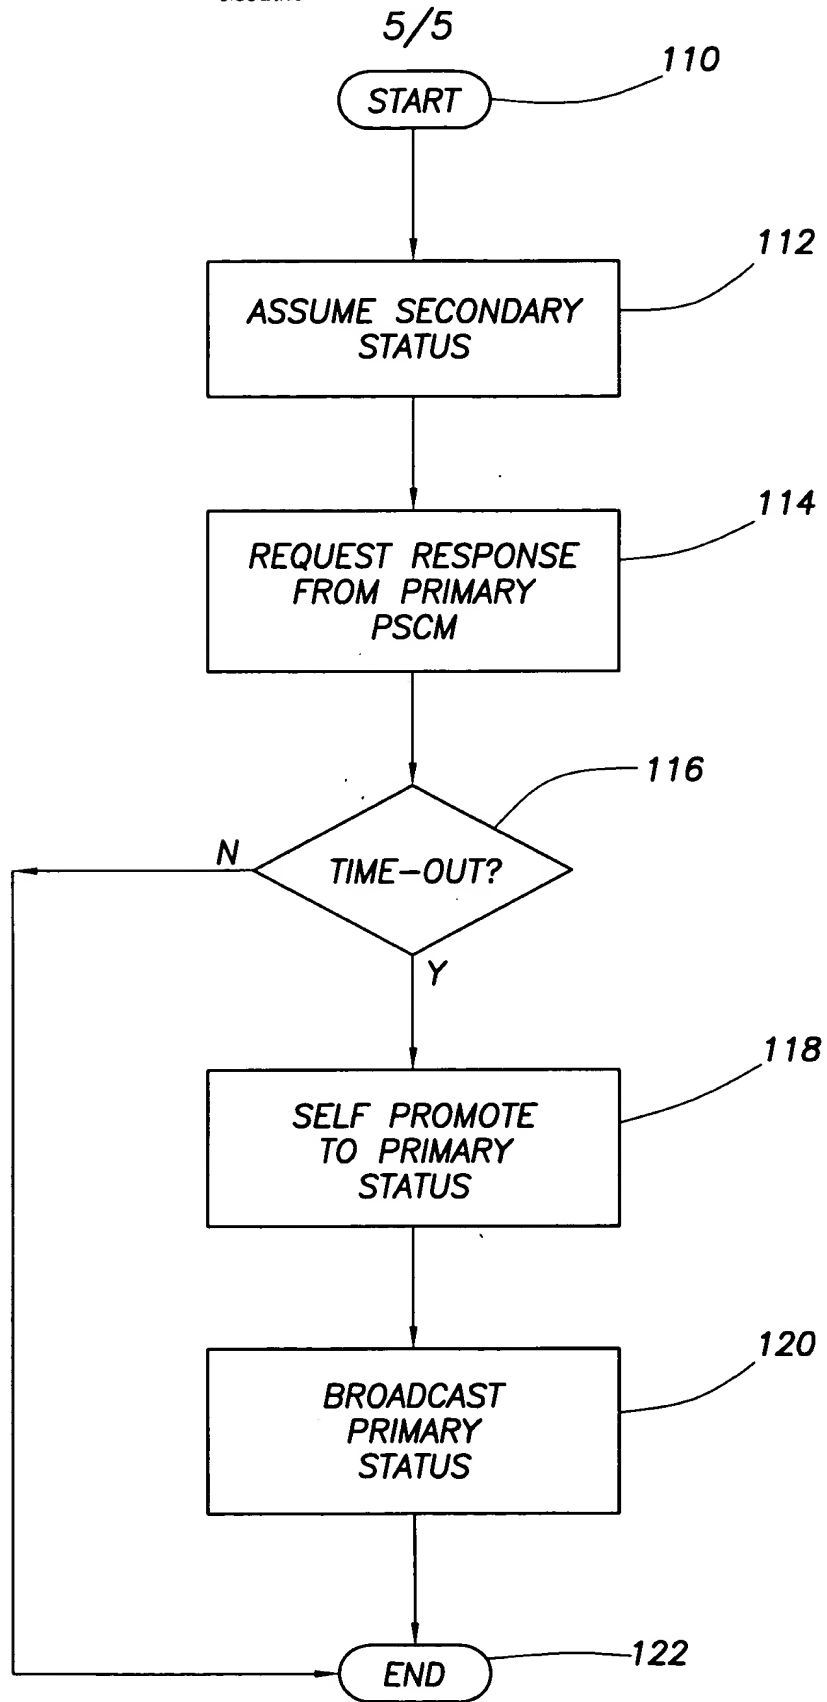 5/5
START
110
112
ASSUME SECONDARY
STATUS
114
REQUEST RESPONSE
FROM PRIMARY
PSCM
116
N
TIME-OUT?
Y
118
SELF PROMOTE
TO PRIMARY
STATUS
120
BROADCAST
PRIMARY
STATUS
END
122